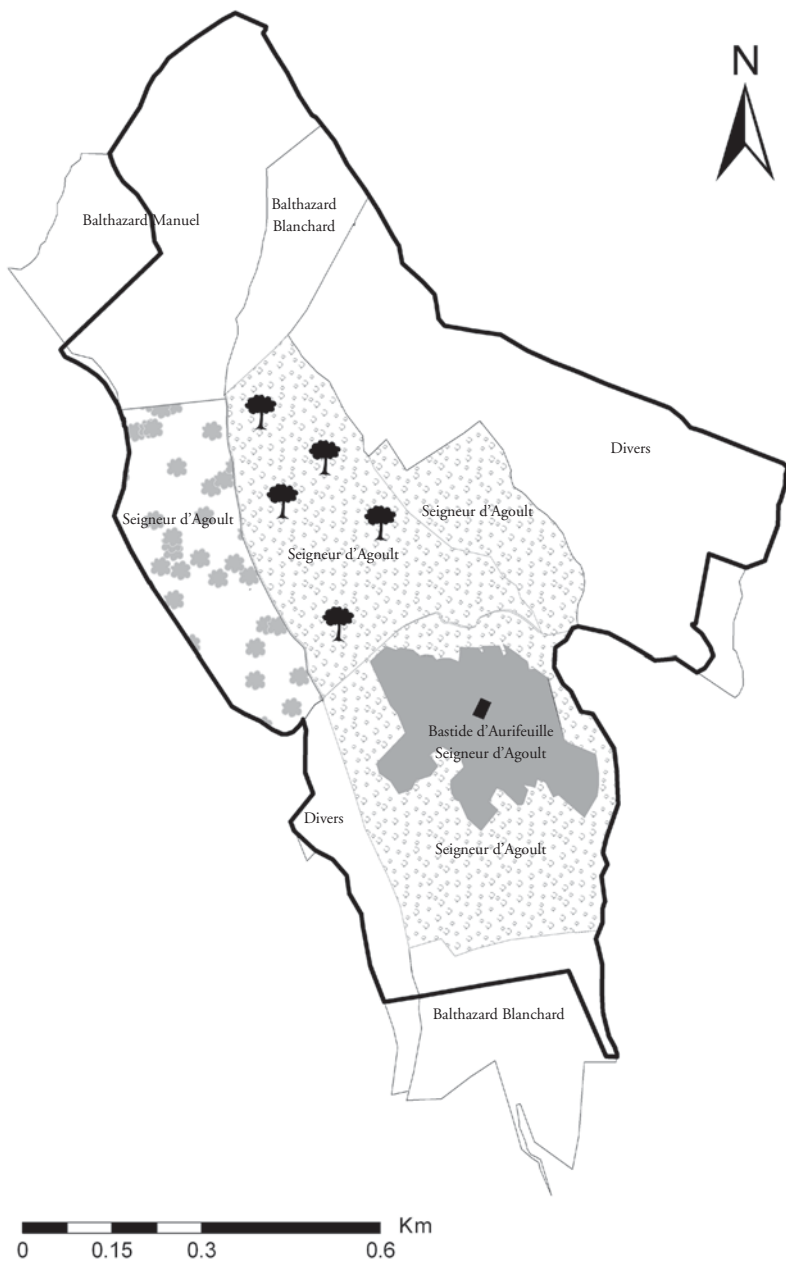 N
Balthazard Manuel
Balthazard
Blanchard
Divers
Seigneur d'Agoult
Seigneur d'Agoult
Seigneur d'Agoult
Bastide d'Aurifeuille
Seigneur d'Agoult
Divers
Seigneur d'Agoult
Balthazard Blanchard
Km
0 0.15 0.3 0.6